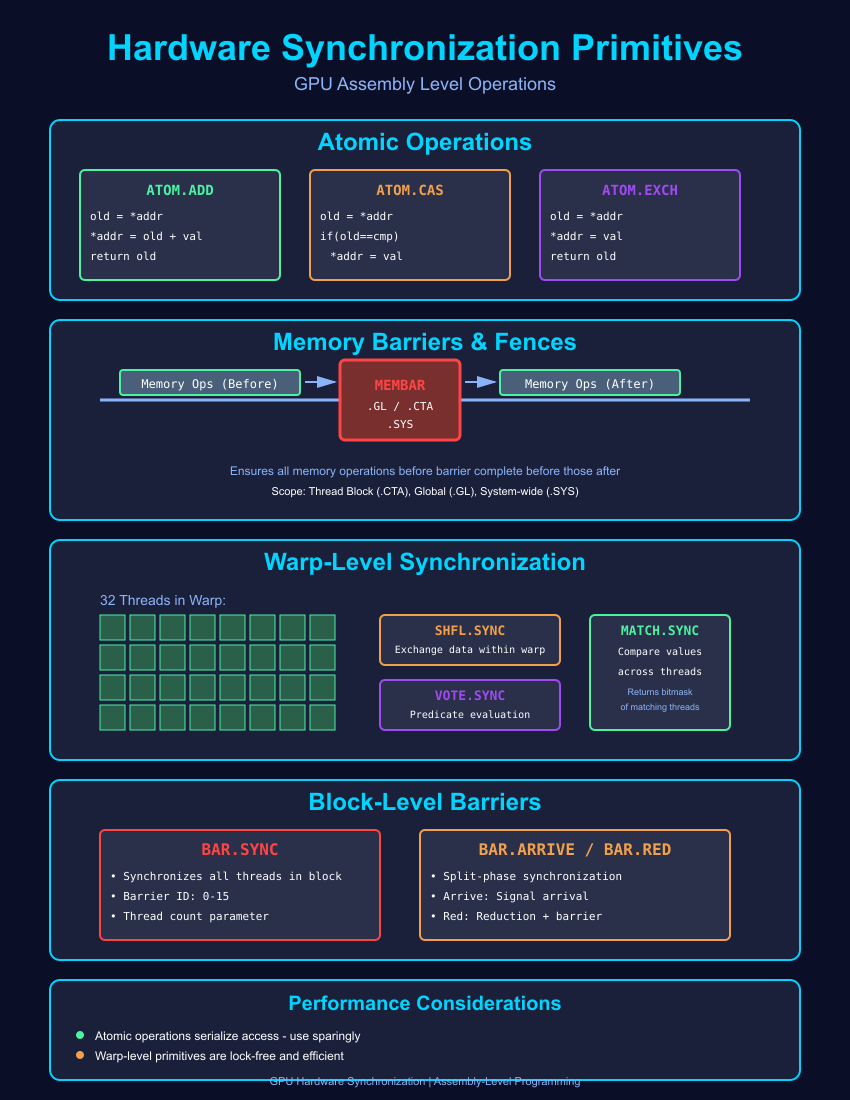 Hardware Synchronization Primitives
GPU Assembly Level Operations
Atomic Operations
ATOM.ADD
old = *addr
*addr = old + val
return old
ATOM.CAS
old = *addr
if(old==cmp)
*addr = val
ATOM.EXCH
old = *addr
*addr = val
return old
Memory Barriers & Fences
Memory Ops (Before)
MEMBAR
.GL / .CTA
.SYS
Memory Ops (After)
Ensures all memory operations before barrier complete before those after
Scope: Thread Block (.CTA), Global (.GL), System-wide (.SYS)
Warp-Level Synchronization
32 Threads in Warp:
SHFL.SYNC
Exchange data within warp
VOTE.SYNC
Predicate evaluation
MATCH.SYNC
Compare values
across threads
Returns bitmask
of matching threads
Block-Level Barriers
BAR.SYNC
• Synchronizes all threads in block
• Barrier ID: 0-15
• Thread count parameter
BAR.ARRIVE / BAR.RED
• Split-phase synchronization
• Arrive: Signal arrival
• Red: Reduction + barrier
Performance Considerations
Atomic operations serialize access - use sparingly
Warp-level primitives are lock-free and efficient
GPU Hardware Synchronization | Assembly-Level Programming